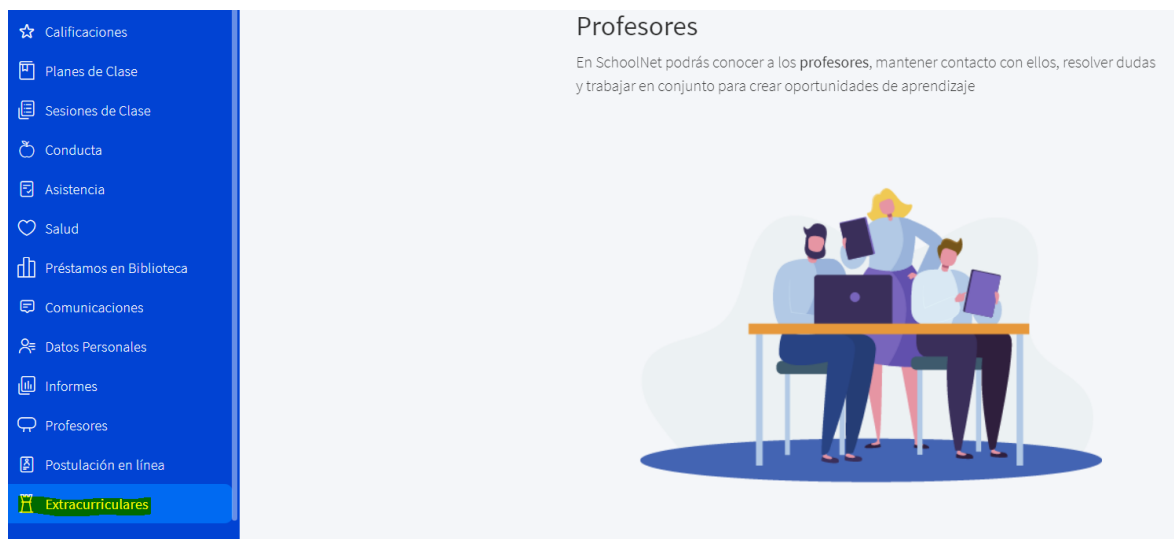 Calificaciones
Planes de Clase
Sesiones de Clase
Conducta
Asistencia
Salud
Préstamos en Biblioteca
Comunicaciones
Datos Personales
Informes
Profesores
Postulación en línea
Extracurriculares
Profesores
En SchoolNet podrás conocer a los profesores, mantener contacto con ellos, resolver dudas
y trabajar en conjunto para crear oportunidades de aprendizaje